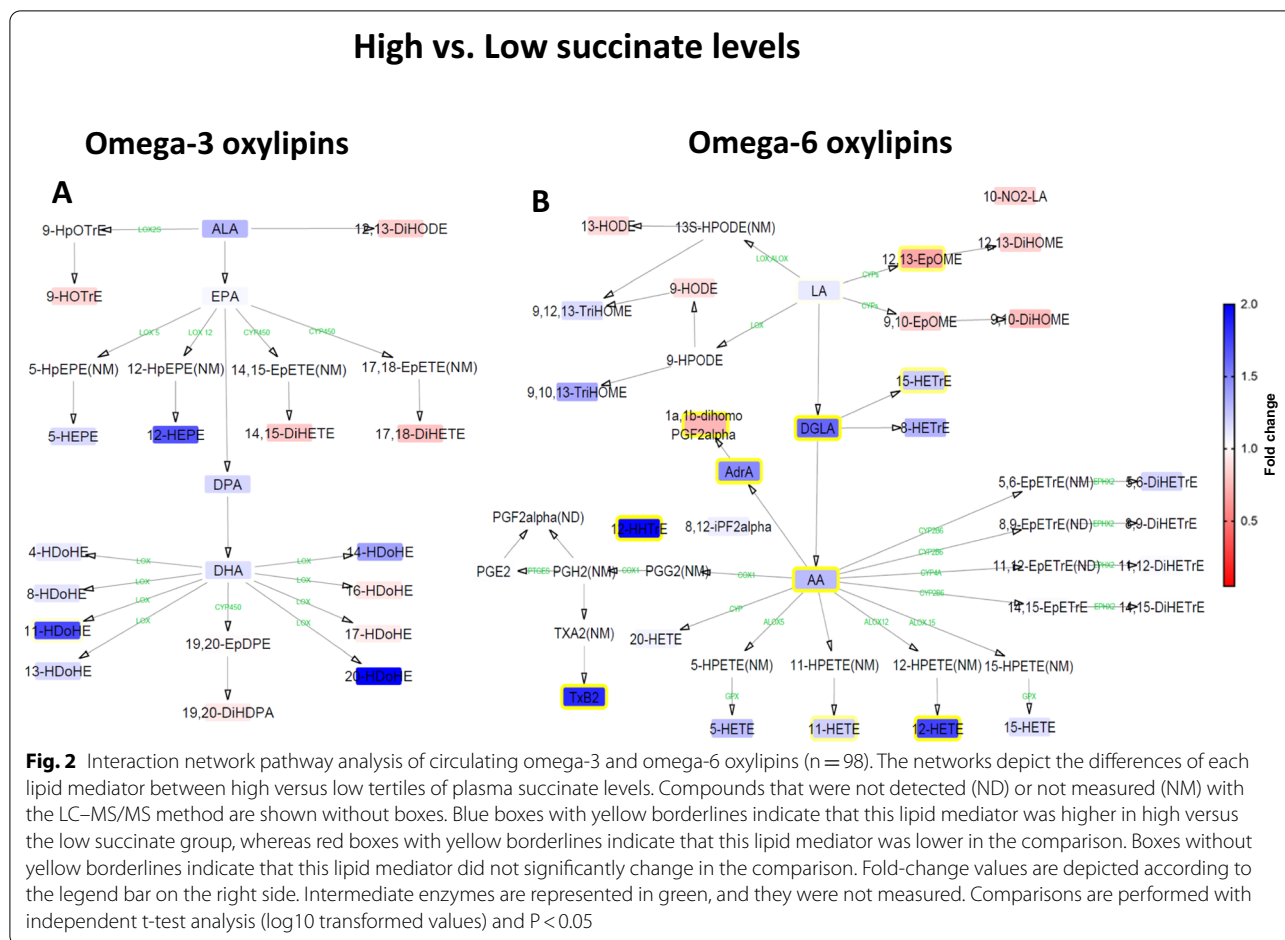 High vs. Low succinate levels
Omega-3 oxylipins
Omega-6 oxylipins
A
9-HpOTrE
LOX2S
ALA
12,13-DiHODE
9-HOTrE
EPA
LOX 5
LOX 12
CYP450
CYP450
5-HpEPE(NM)
12-HpEPE(NM)
14,15-EpETE(NM)
17,18-EpETE(NM)
5-HEPE
12-HEPE
14,15-DiHETE
17,18-DiHETE
DPA
4-HDoHE
LOX
LOX
14-HDoHE
DHA
8-HDoHE
LOX
LOX
16-HDoHE
11-HDoHE
LOX
CYP450
LOX
17-HDoHE
19,20-EpDPE
13-HDoHE
LOX
LOX
20-HDoHE
19,20-DiHDPA
B
10-NO2-LA
13-HODE
13S-HPODE(NM)
12,13-DiHOME
LOX,ALOX
12,13-EpOME
CYPs
9-HODE
LA
9,12,13-TriHOME
CYPs
9,10-EpOME
9,10-DiHOME
LOX
9-HPODE
9,10,13-TriHOME
15-HETrE
1a,1b-dihomo
PGF2alpha
DGLA
8-HETrE
AdrA
5,6-EpETrE(NM)
EPHX2
5,6-DiHETrE
CYP2B6
PGF2alpha(ND)
12-HHTrE
8,12-iPF2alpha
8,9-EpETrE(ND)
EPHX2
8,9-DiHETrE
CYP2B6
PGE2
PTGES
PGH2(NM)
COX1
PGG2(NM)
COX1
AA
CYP4A
11,12-EpETrE(ND)
EPHX2
11,12-DiHETrE
CYP2B6
14,15-EpETrE
EPHX2
14,15-DiHETrE
TXA2(NM)
CYP
20-HETE
ALOX5
ALOX12
ALOX 15
5-HPETE(NM)
11-HPETE(NM)
12-HPETE(NM)
15-HPETE(NM)
TxB2
GPX
GPX
5-HETE
11-HETE
12-HETE
15-HETE
2.0
1.5
1.0
0.5
Fold change
Fig. 2 Interaction network pathway analysis of circulating omega-3 and omega-6 oxylipins (n = 98). The networks depict the differences of each
lipid mediator between high versus low tertiles of plasma succinate levels. Compounds that were not detected (ND) or not measured (NM) with
the LC–MS/MS method are shown without boxes. Blue boxes with yellow borderlines indicate that this lipid mediator was higher in high versus
the low succinate group, whereas red boxes with yellow borderlines indicate that this lipid mediator was lower in the comparison. Boxes without
yellow borderlines indicate that this lipid mediator did not significantly change in the comparison. Fold-change values are depicted according to
the legend bar on the right side. Intermediate enzymes are represented in green, and they were not measured. Comparisons are performed with
independent t-test analysis (log10 transformed values) and P < 0.05